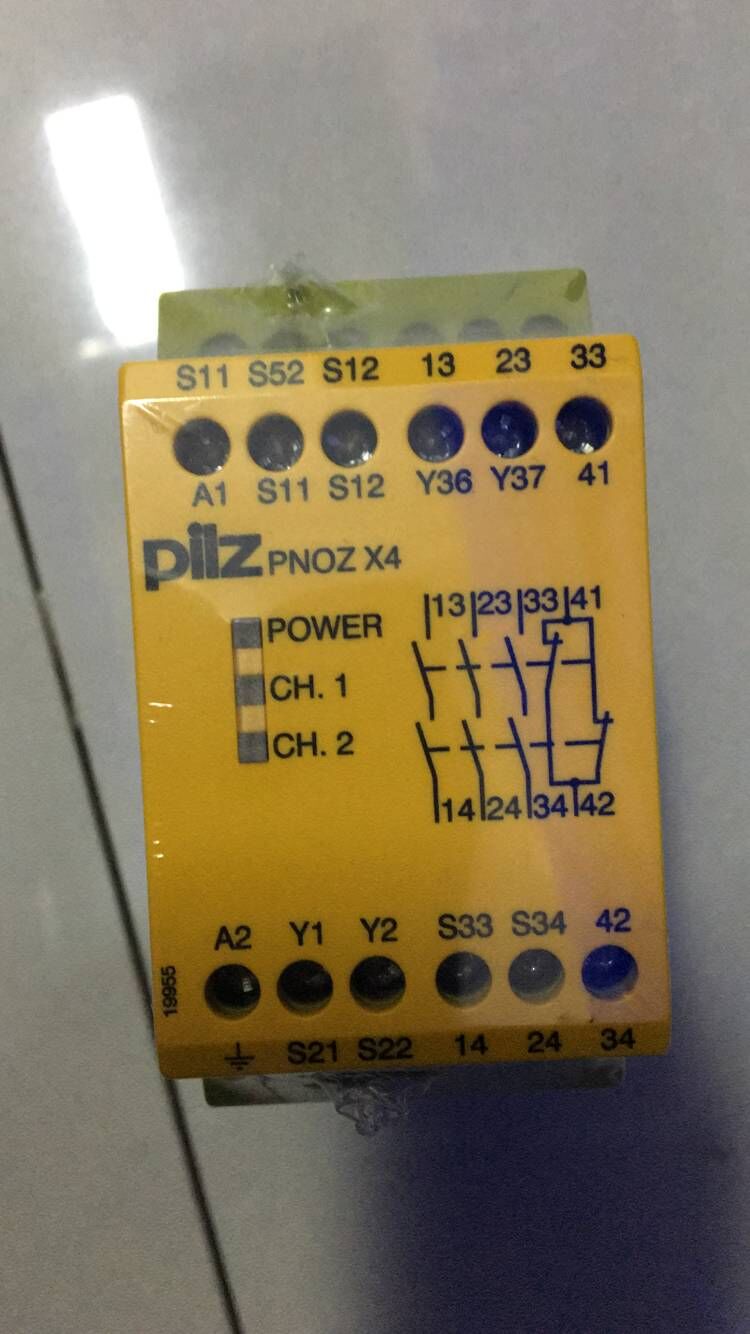 S11 S52 S12 13 23 33
A1 S11 S12 Y36 Y37 41
pilz PNOZ X4
POWER
CH. 1
CH. 2
13 23 33 41
14 24 34 42
A2 Y1 Y2 S33 S34 42
19955
S21 S22 14 24 34